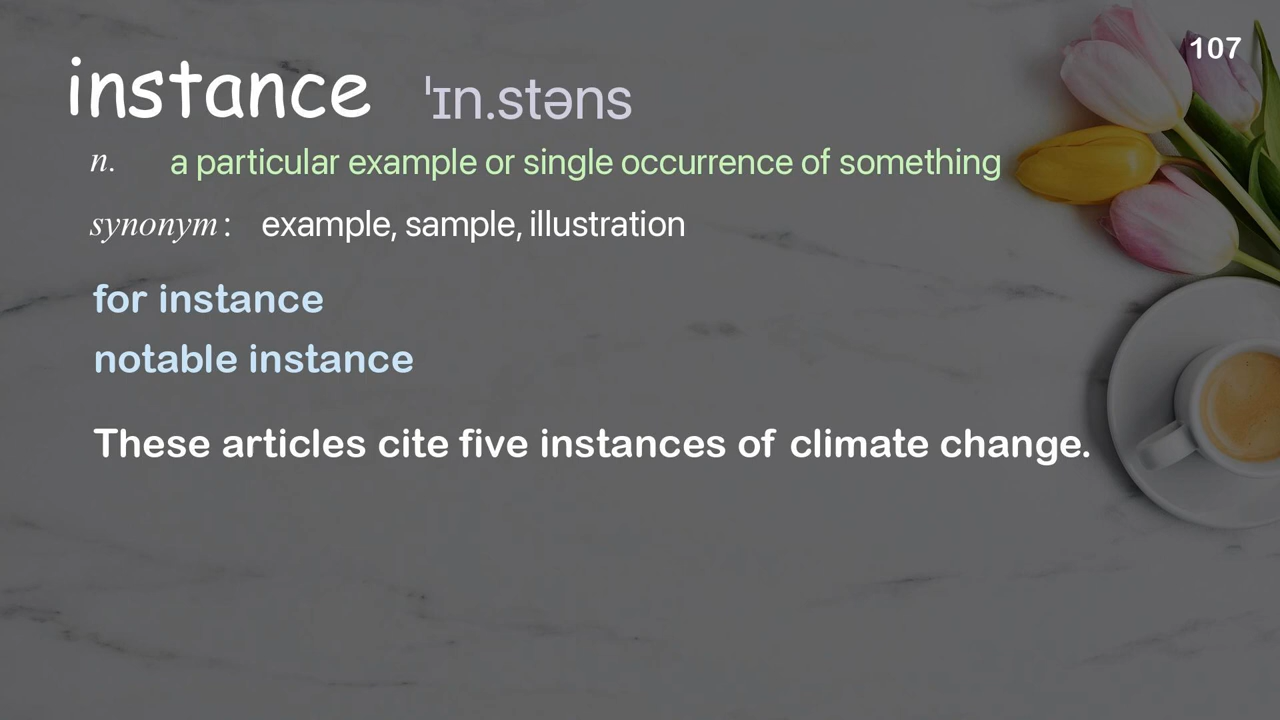 107
instance ˈɪn.stəns
n. a particular example or single occurrence of something
synonym: example, sample, illustration
for instance
notable instance
These articles cite five instances of climate change.